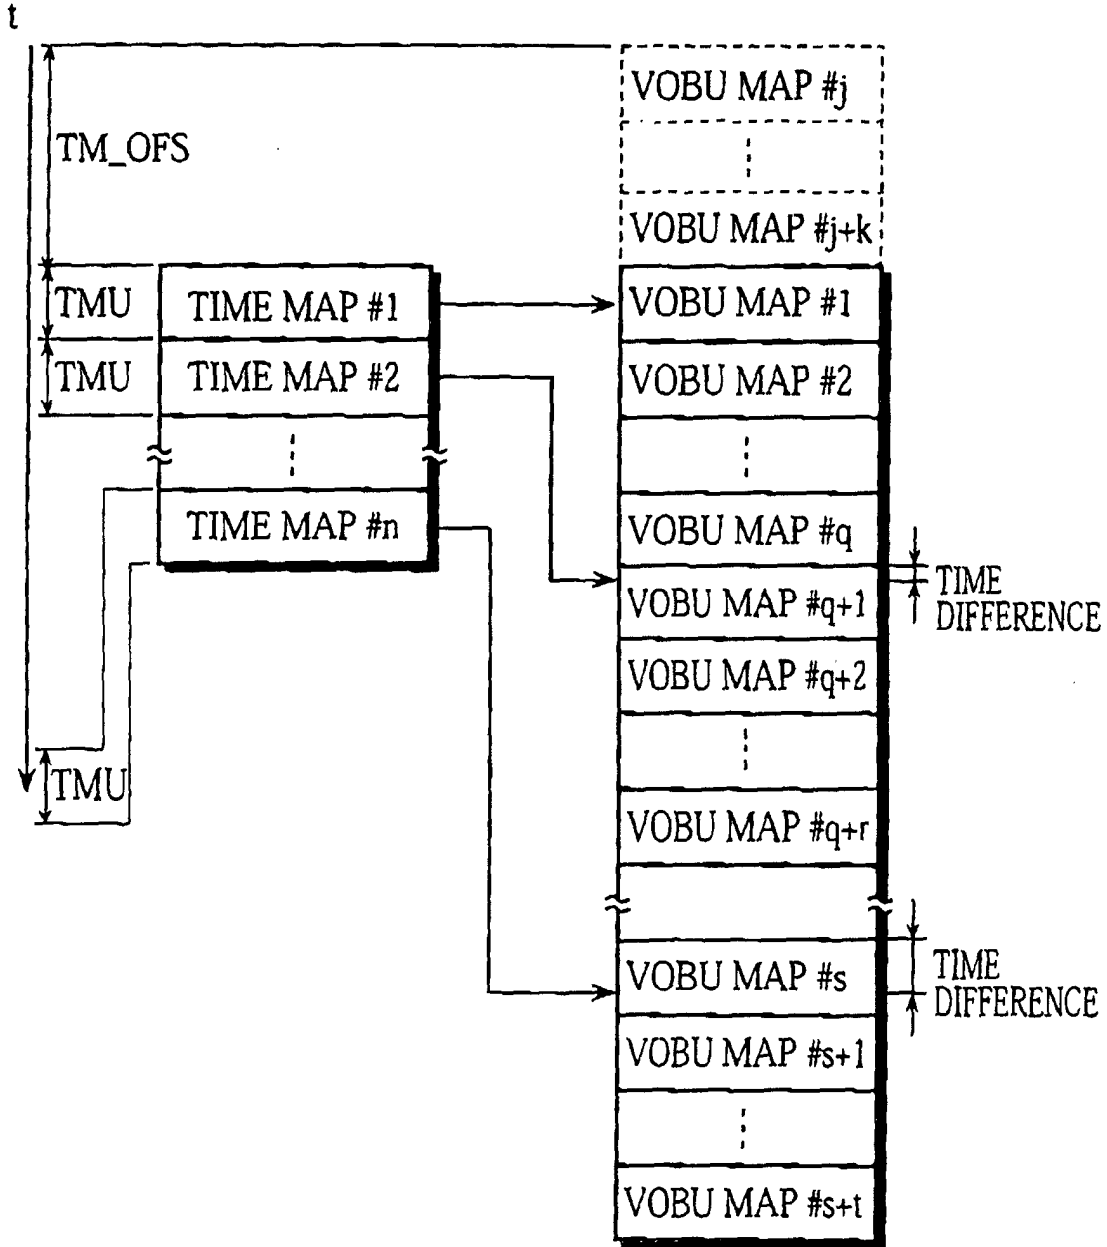 t
VOBU MAP #j
TM_OFS
VOBU MAP #j+k
TMU
TIME MAP #1
VOBU MAP #1
TMU
TIME MAP #2
VOBU MAP #2
TIME MAP #n
VOBU MAP #q
TIME
DIFFERENCE
VOBU MAP #q+1
VOBU MAP #q+2
TMU
VOBU MAP #q+r
VOBU MAP #s
TIME
DIFFERENCE
VOBU MAP #s+1
VOBU MAP #s+t